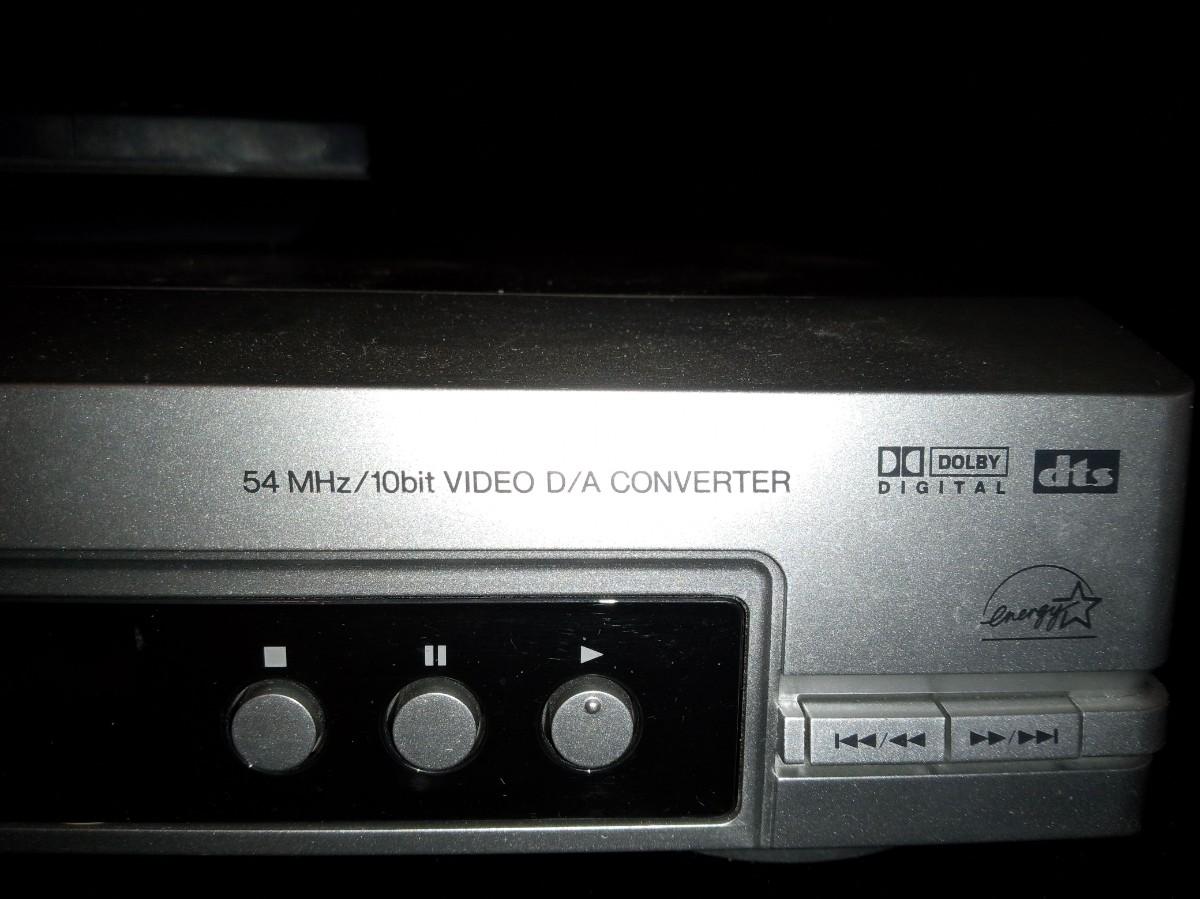 54 MHz/10bit VIDEO D/A CONVERTER
DOLBY
DIGITAL
dts
energy